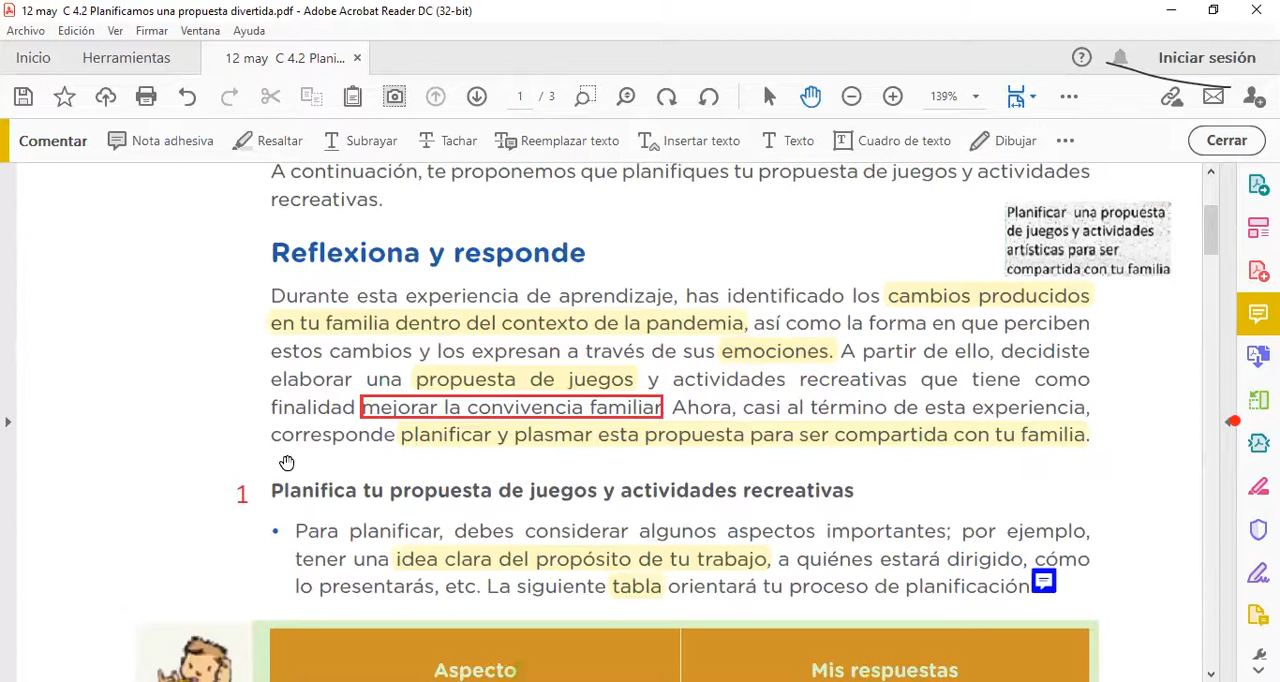 12 may C 4.2 Planificamos una propuesta divertida.pdf - Adobe Acrobat Reader DC (32-bit)
Archivo Edición Ver Firmar Ventana Ayuda
Inicio Herramientas 12 may C 4.2 Plani... Iniciar sesión
1 / 3 139%
Comentar Nota adhesiva Resaltar Subrayar Tachar Reemplazar texto Insertar texto Texto Cuadro de texto Dibujar Cerrar
A continuación, te proponemos que planifiques tu propuesta de juegos y actividades
recreativas.
Planificar una propuesta
de juegos y actividades
artísticas para ser
compartida con tu familia
Reflexiona y responde
Durante esta experiencia de aprendizaje, has identificado los cambios producidos
en tu familia dentro del contexto de la pandemia, así como la forma en que perciben
estos cambios y los expresan a través de sus emociones. A partir de ello, decidiste
elaborar una propuesta de juegos y actividades recreativas que tiene como
finalidad mejorar la convivencia familiar Ahora, casi al término de esta experiencia,
corresponde planificar y plasmar esta propuesta para ser compartida con tu familia.
1 Planifica tu propuesta de juegos y actividades recreativas
• Para planificar, debes considerar algunos aspectos importantes; por ejemplo,
tener una idea clara del propósito de tu trabajo, a quiénes estará dirigido, cómo
lo presentarás, etc. La siguiente tabla orientará tu proceso de planificación
Aspecto Mis respuestas